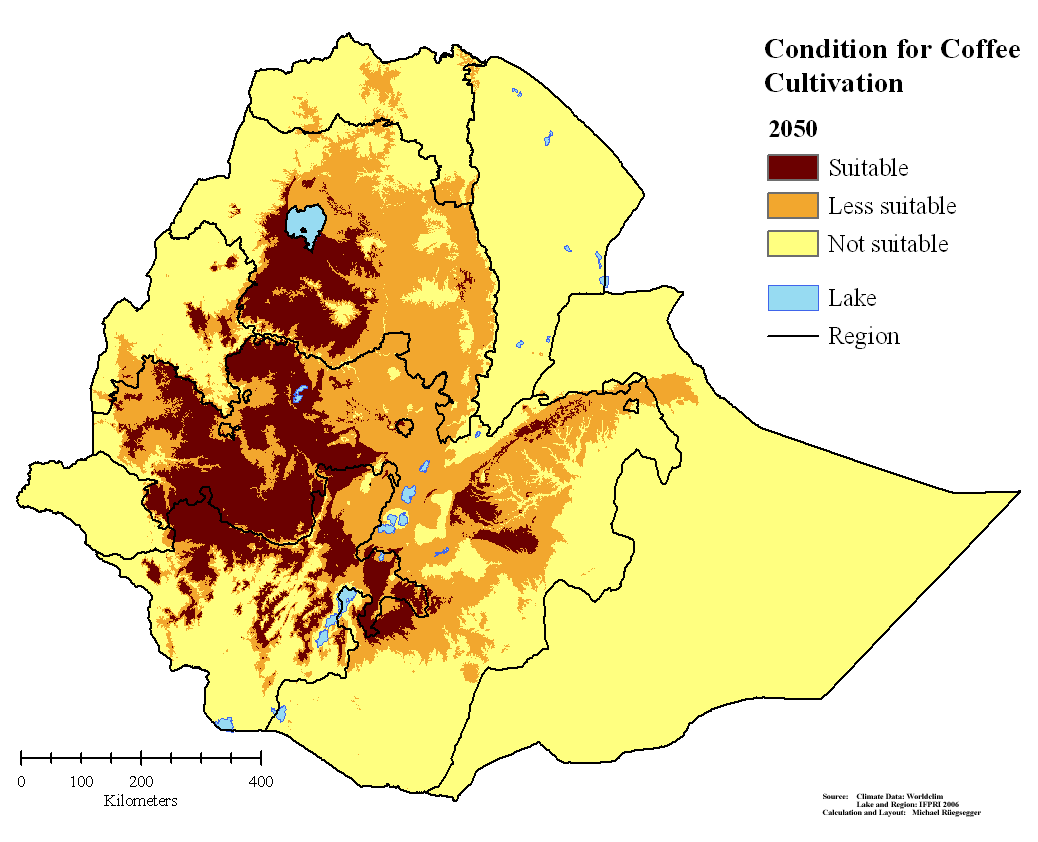 Condition for Coffee
Cultivation
2050
Suitable
Less suitable
Not suitable
Lake
Region
0 100 200 400
Kilometers
Source: Climate Data: Worldclim
Lake and Region: IFPRI 2006
Calculation and Layout: Michael Rüegsegger